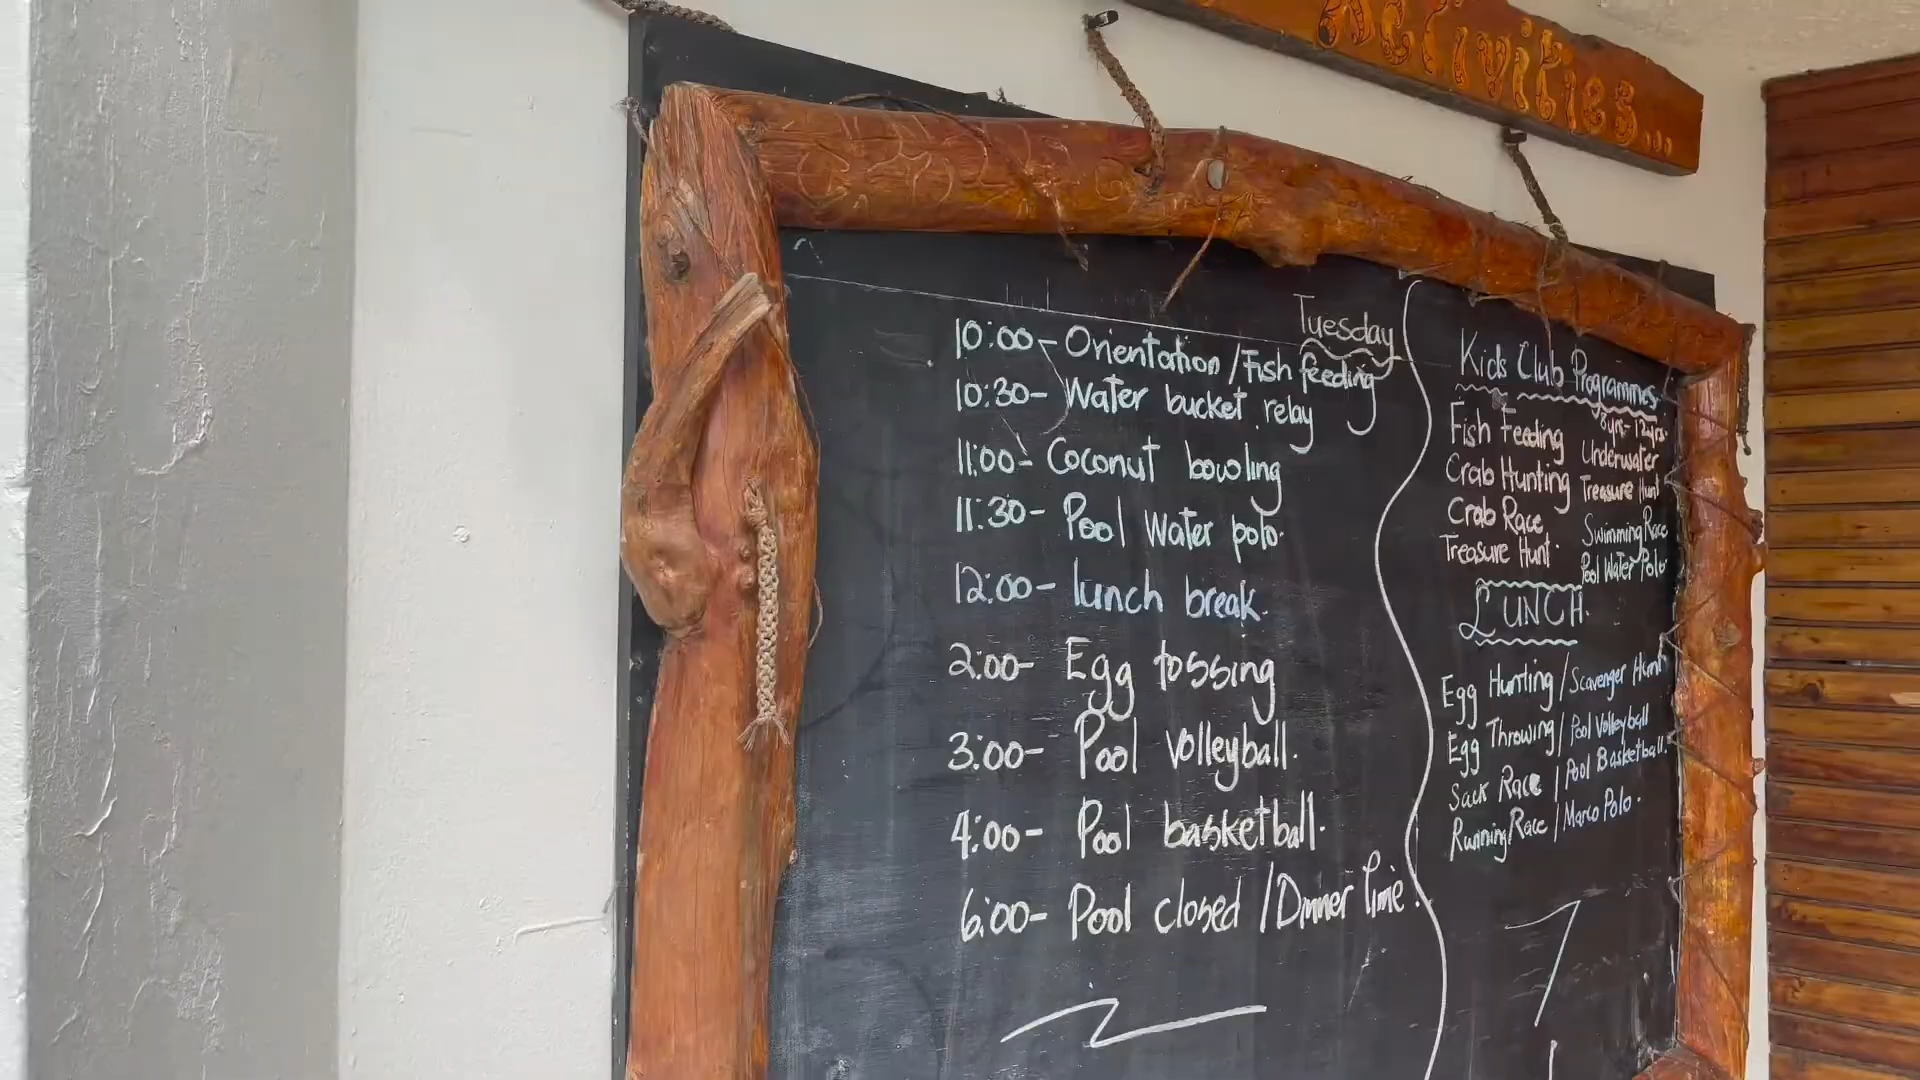 Activities...
Tuesday
10:00- Orientation/Fish feeding
10:30- Water bucket relay
11:00- Coconut bowling
11:30- Pool Water polo.
12:00- lunch break.
2:00- Egg tossing
3:00- Pool volleyball.
4:00- Pool basketball.
6:00- Pool closed /Dinner time.
Kids Club Programmes.
8yrs-12yrs.
Fish Feeding
Crab Hunting
Crab Race
Treasure Hunt.
Underwater
Treasure Hunt
Swimming Race
Pool Water Polo.
LUNCH.
Egg Hunting/Scavenger Hunt
Egg Throwing/Pool Volleyball
Sack Race / Pool Basketball.
Running Race / Marco Polo.